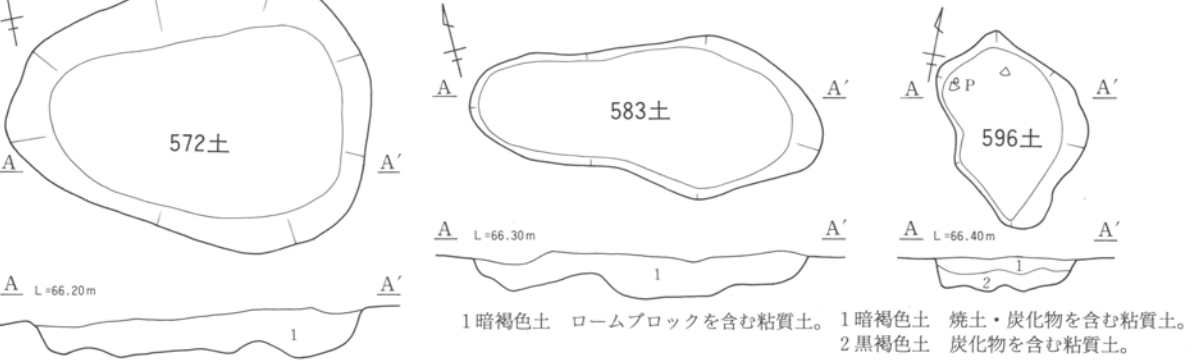 572土
A A′
A L=66.20m A′
1
A A′
583土
A L=66.30m A′
1
1暗褐色土 ロームブロックを含む粘質土。
A P A′
596土
A L=66.40m A′
1
2
1暗褐色土 焼土・炭化物を含む粘質土。
2黒褐色土 炭化物を含む粘質土。